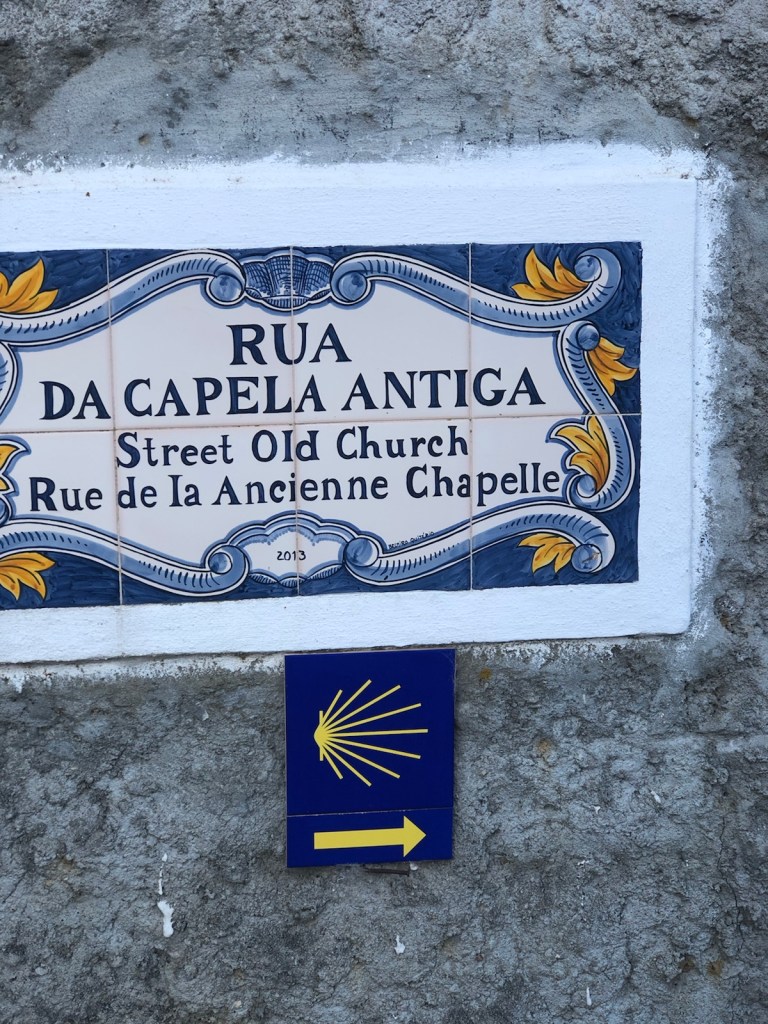 RUA
DA CAPELA ANTIGA
Street Old Church
Rue de la Ancienne Chapelle
2013